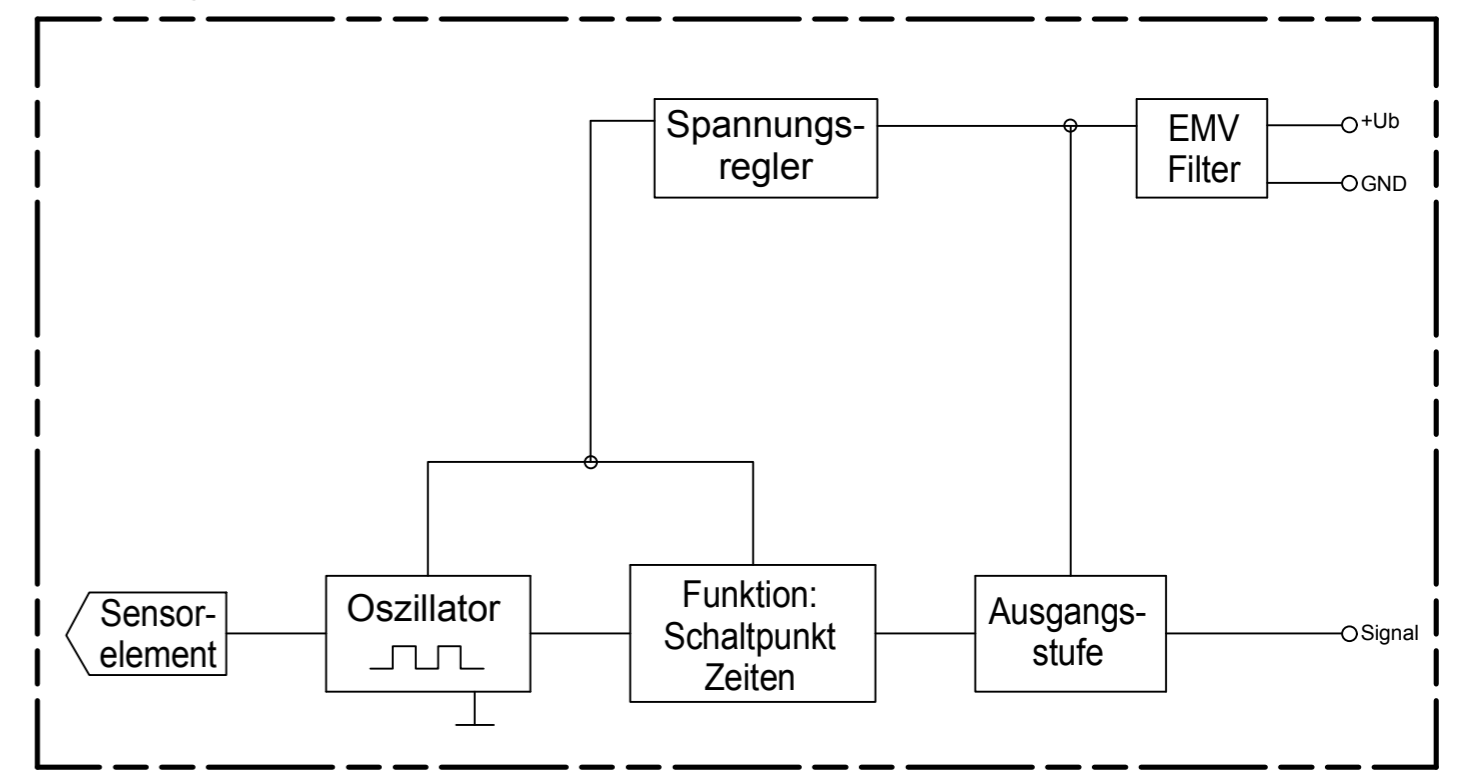 Spannungs-
regler
EMV
Filter
+Ub
GND
Sensor-
element
Oszillator
Funktion:
Schaltpunkt
Zeiten
Ausgangs-
stufe
Signal